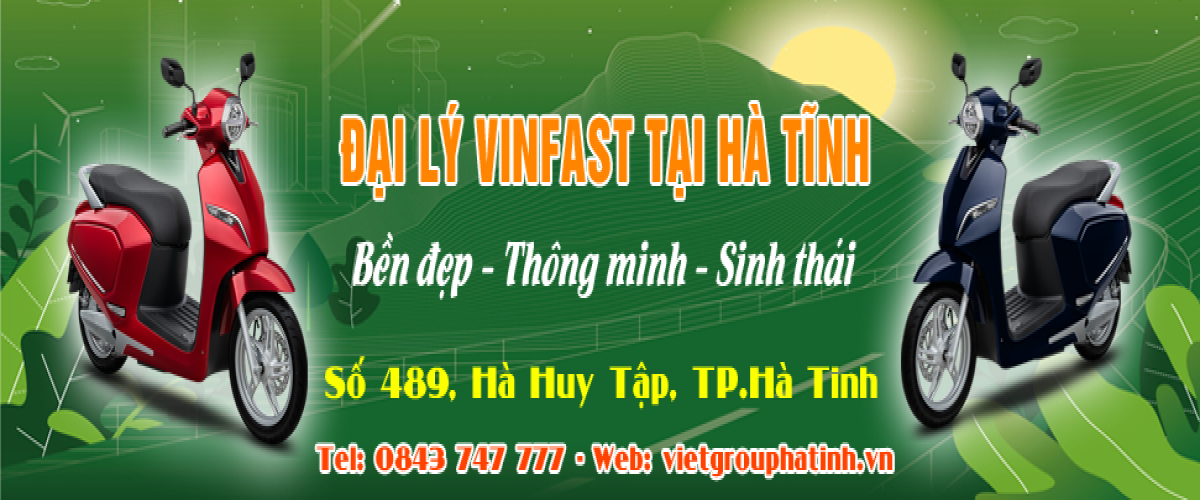 ĐẠI LÝ VINFAST TẠI HÀ TĨNH
Bền đẹp - Thông minh - Sinh thái
Số 489, Hà Huy Tập, TP.Hà Tinh
Tel: 0843 747 777 · Web: vietgrouphatinh.vn